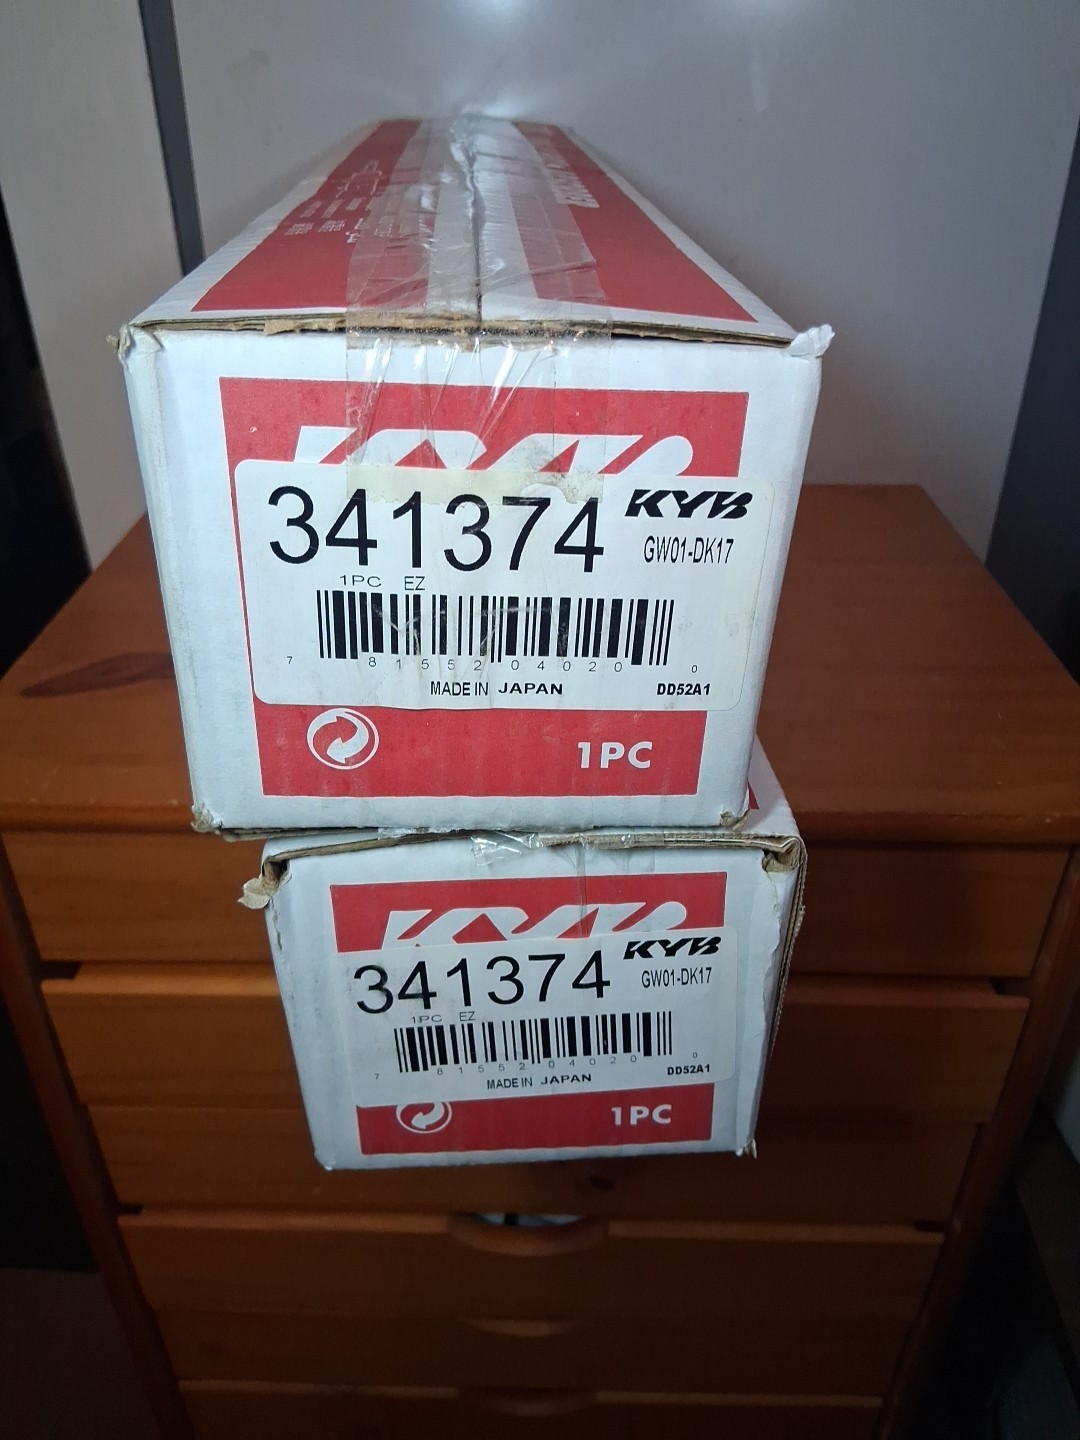 KYB
341374 KYB
GW01-DK17
1PC EZ
7 81552 04020 0
MADE IN JAPAN DD52A1
1PC
KYB
341374 KYB
GW01-DK17
1PC EZ
7 81552 04020 0
MADE IN JAPAN DD52A1
1PC